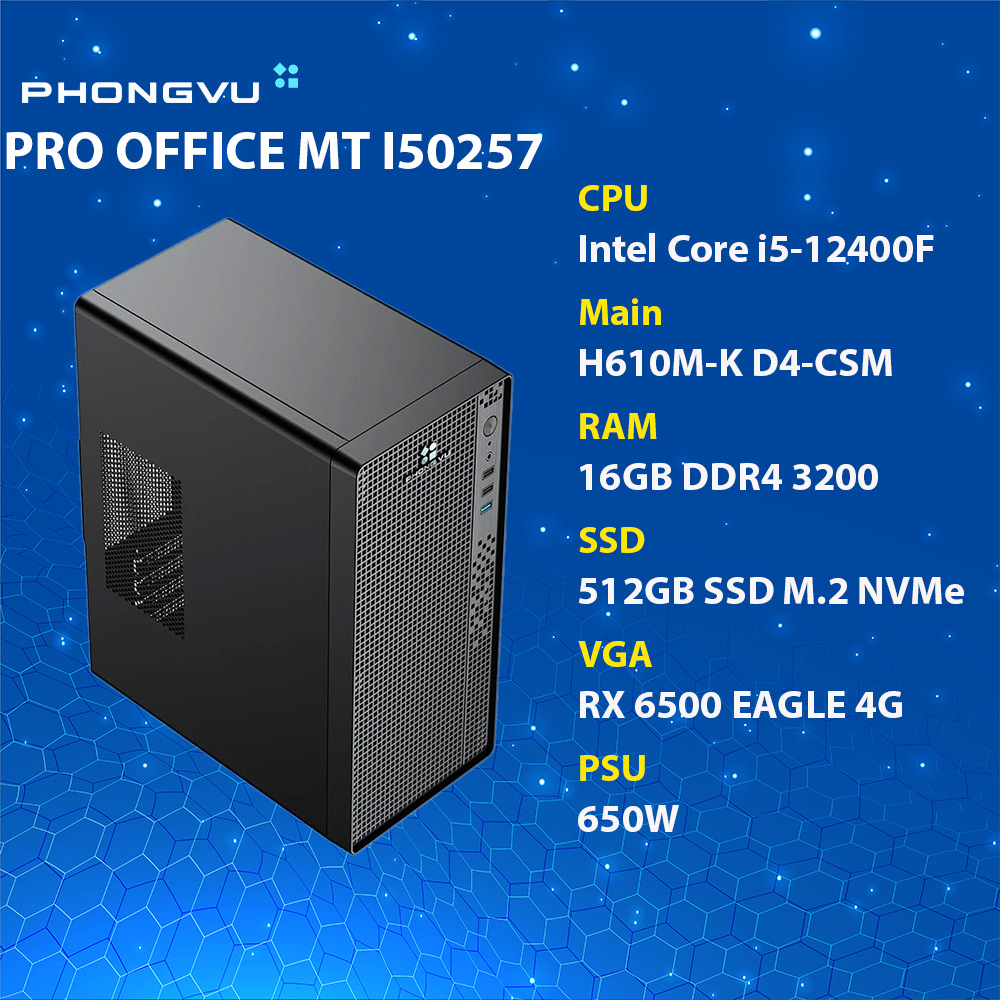 PHONGVU
PRO OFFICE MT I50257
CPU
Intel Core i5-12400F
Main
H610M-K D4-CSM
RAM
16GB DDR4 3200
SSD
512GB SSD M.2 NVMe
VGA
RX 6500 EAGLE 4G
PSU
650W